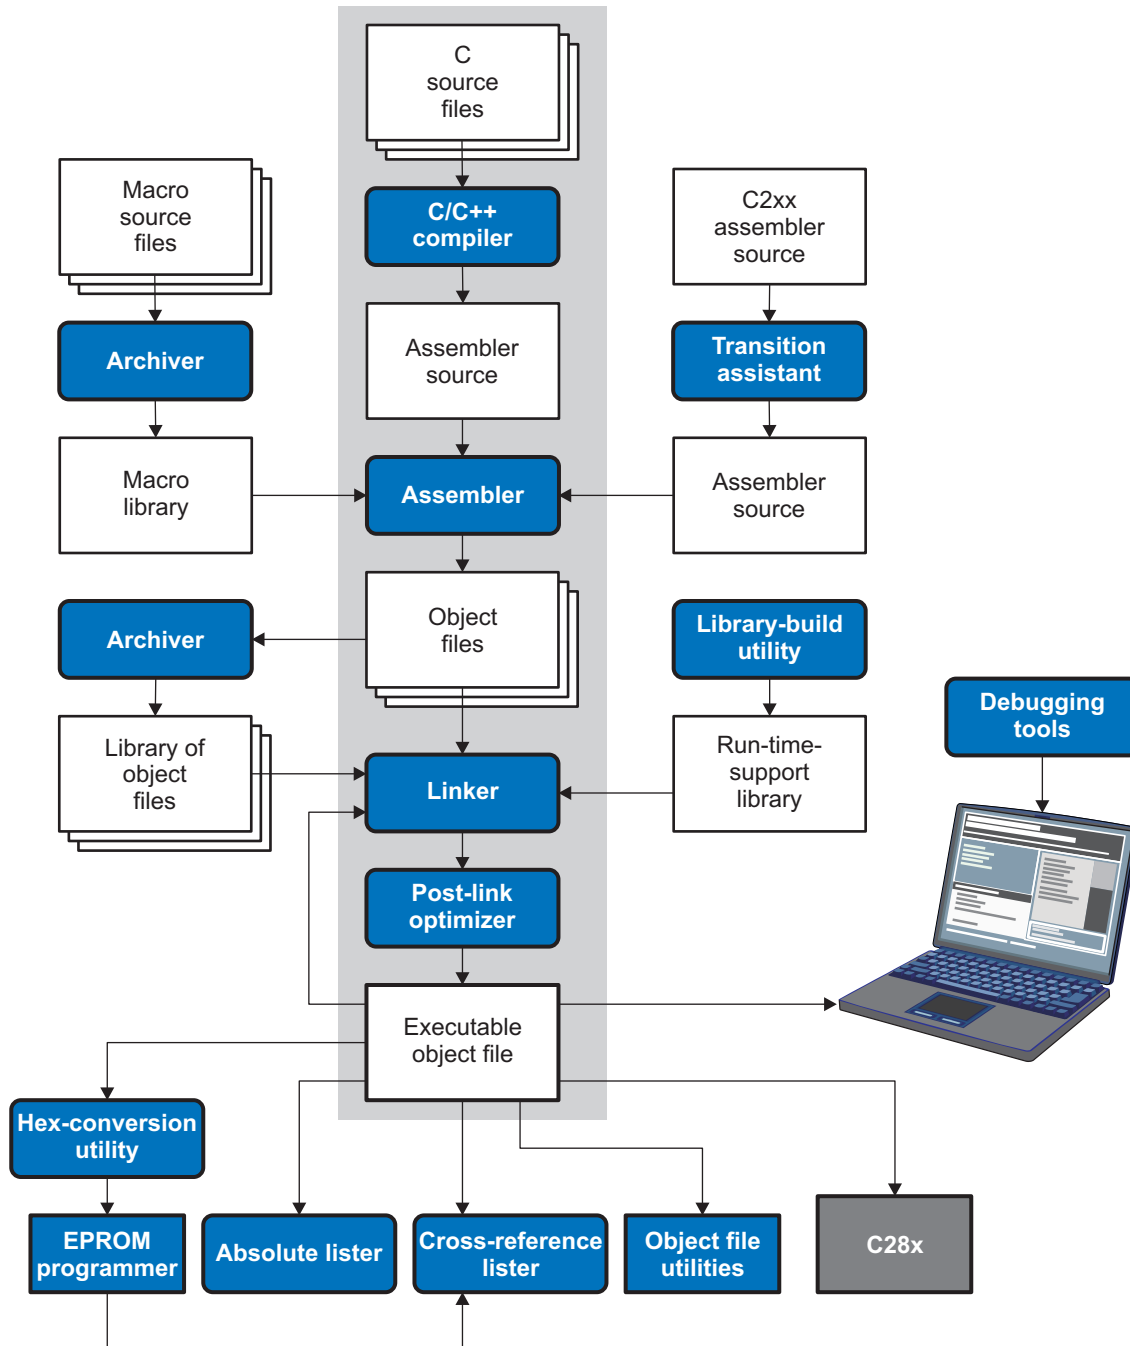 C
source
files
Macro
source
files
C/C++
compiler
C2xx
assembler
source
Archiver
Assembler
source
Transition
assistant
Macro
library
Assembler
Assembler
source
Archiver
Object
files
Library-build
utility
Debugging
tools
Library of
object
files
Linker
Run-time-
support
library
Post-link
optimizer
Executable
object file
Hex-conversion
utility
EPROM
programmer
Absolute lister
Cross-reference
lister
Object file
utilities
C28x